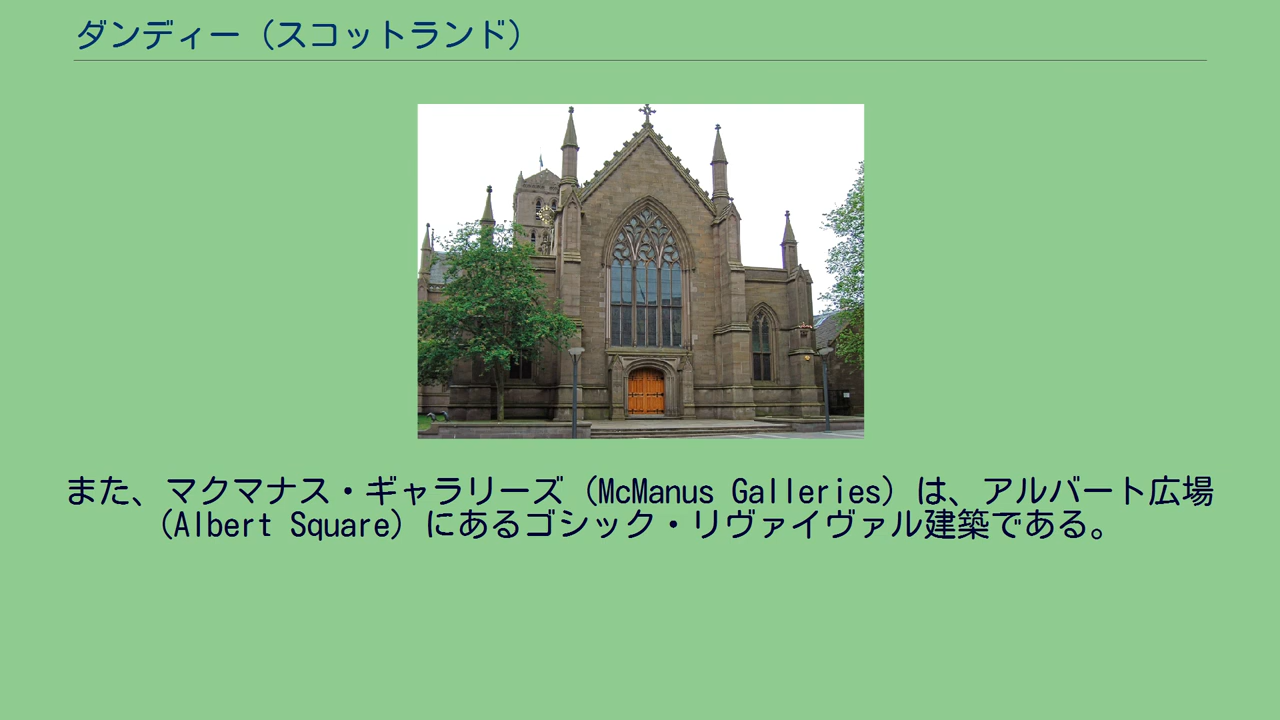 ダンディー（スコットランド）
また、マクマナス・ギャラリーズ（McManus Galleries）は、アルバート広場
（Albert Square）にあるゴシック・リヴァイヴァル建築である。